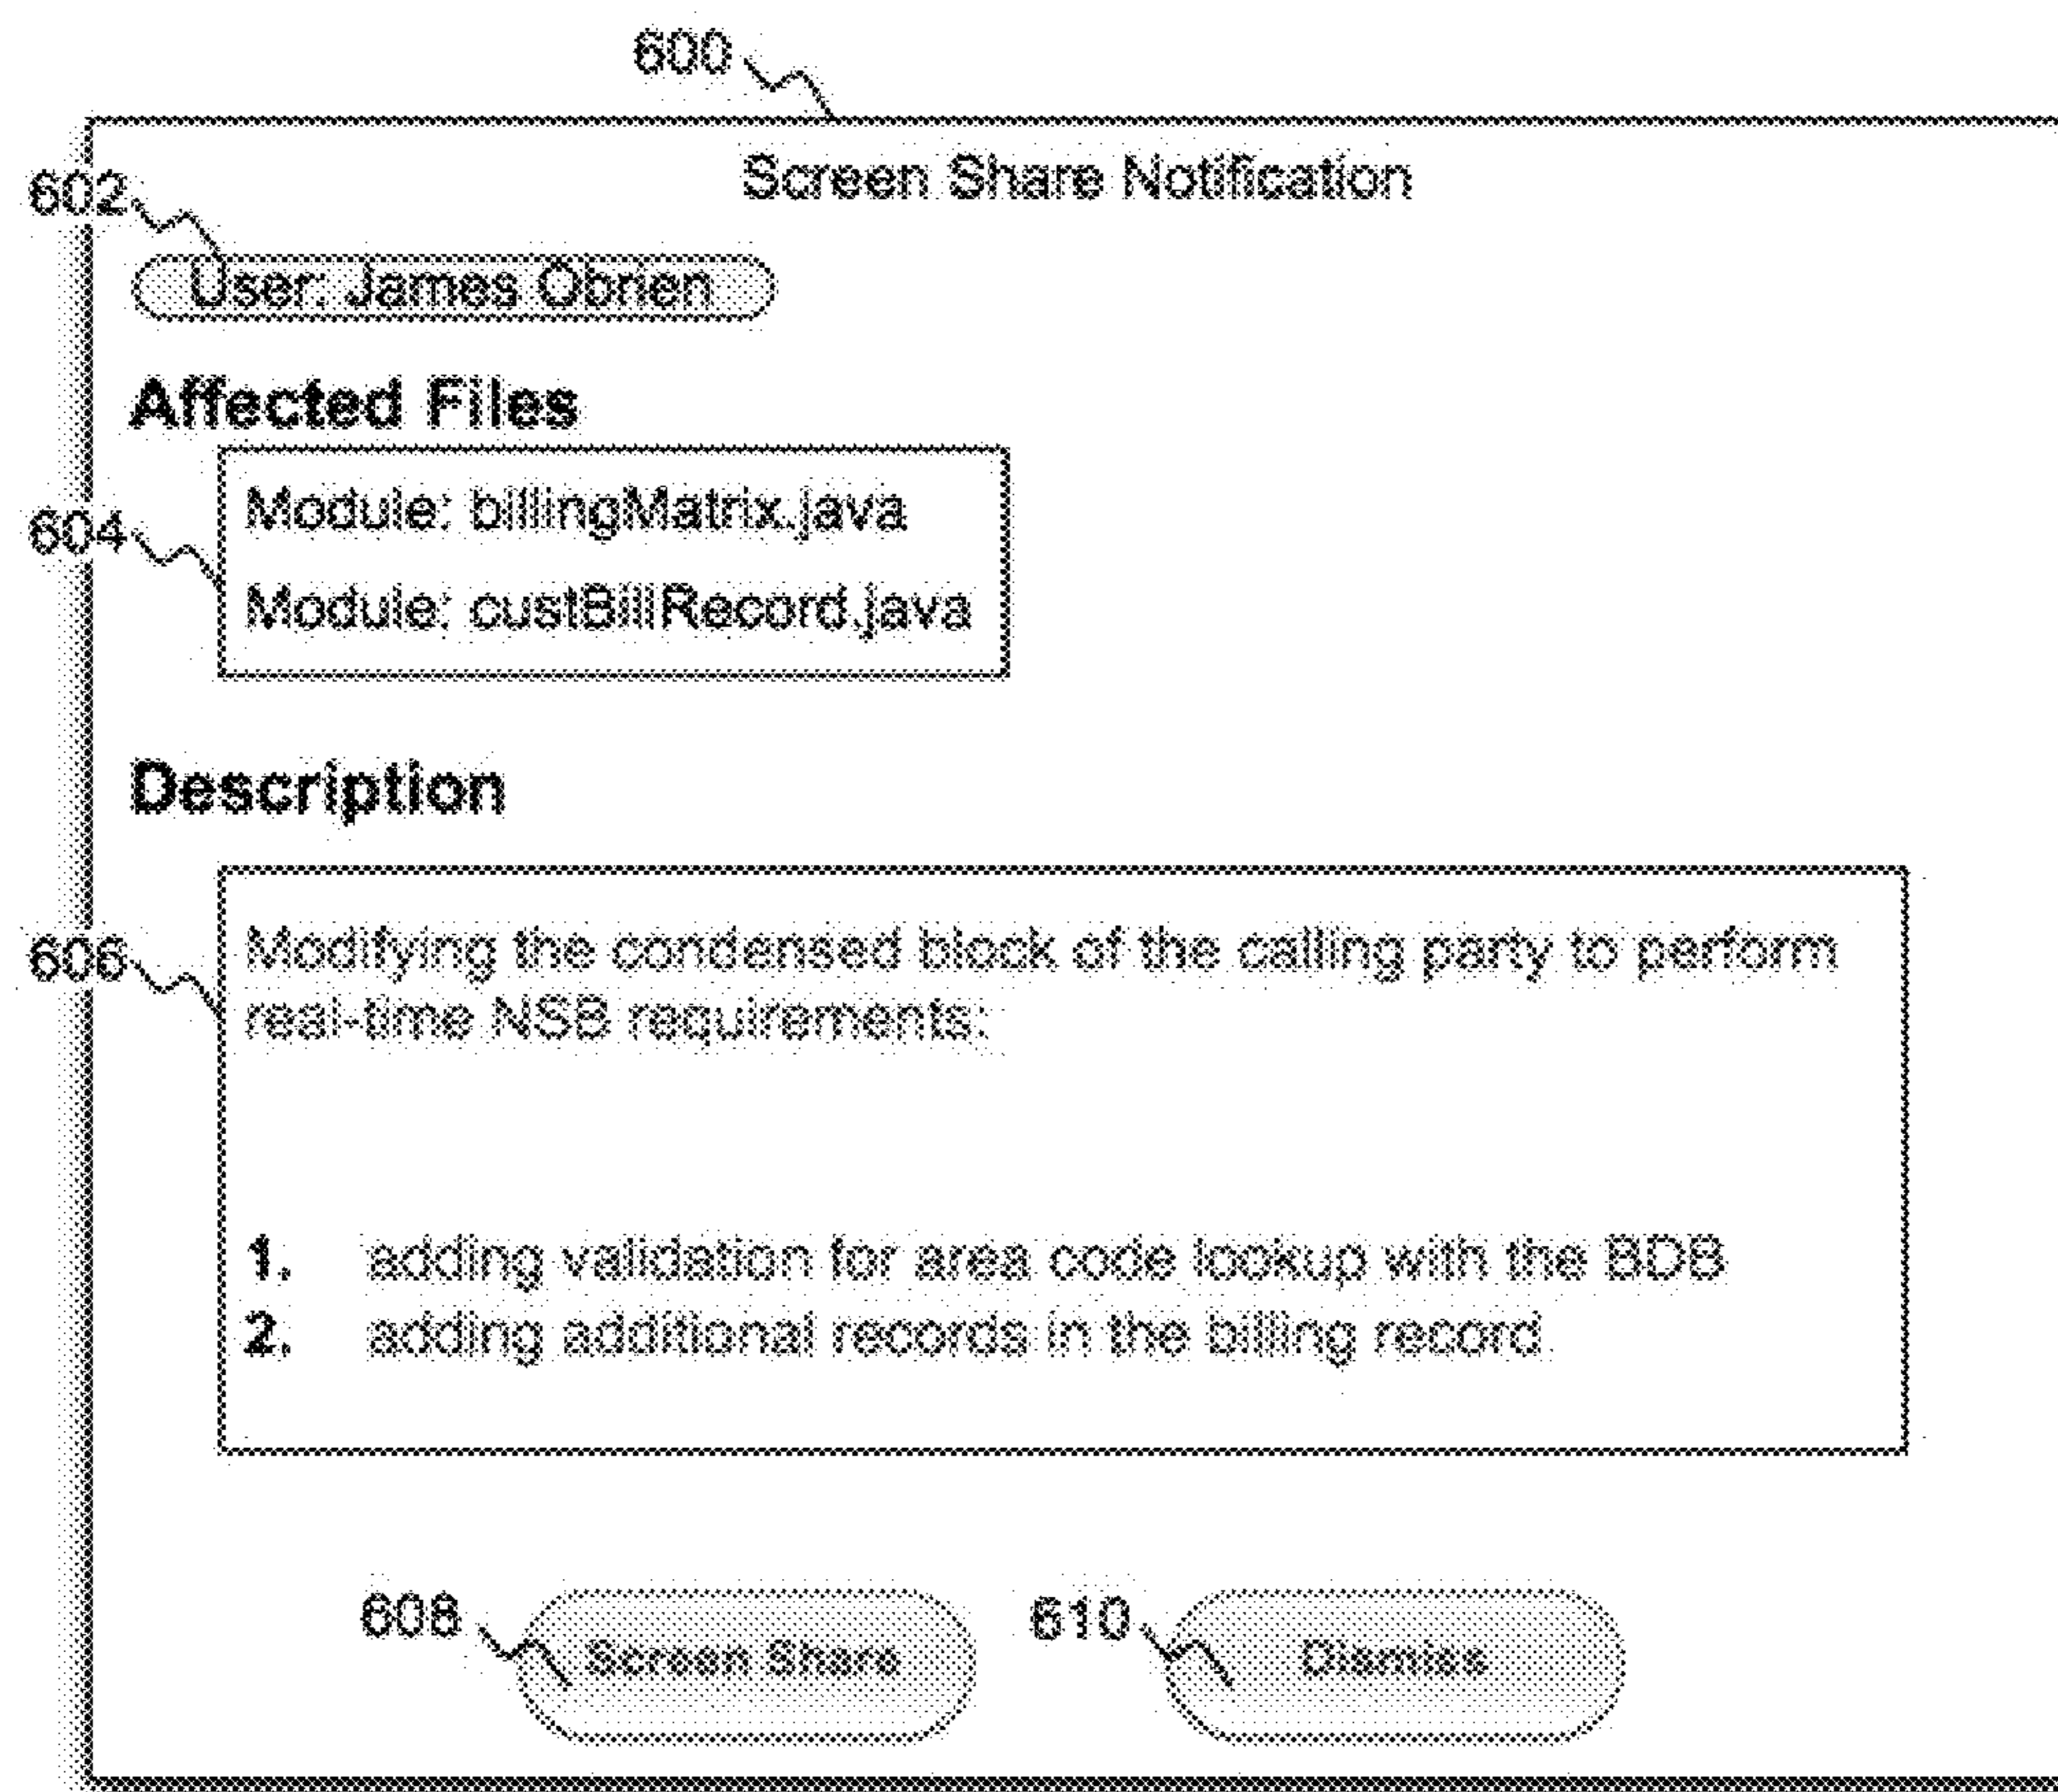 600
Screen Share Notification
602
User: James Obrien
Affected Files
604
Module: billingMatrix.java
Module: custBillRecord.java
Description
606
Modifying the condensed block of the calling party to perform
real-time NSB requirements:
1. adding validation for area code lookup with the BDB
2. adding additional records in the billing record
608
Screen Share
610
Dismiss